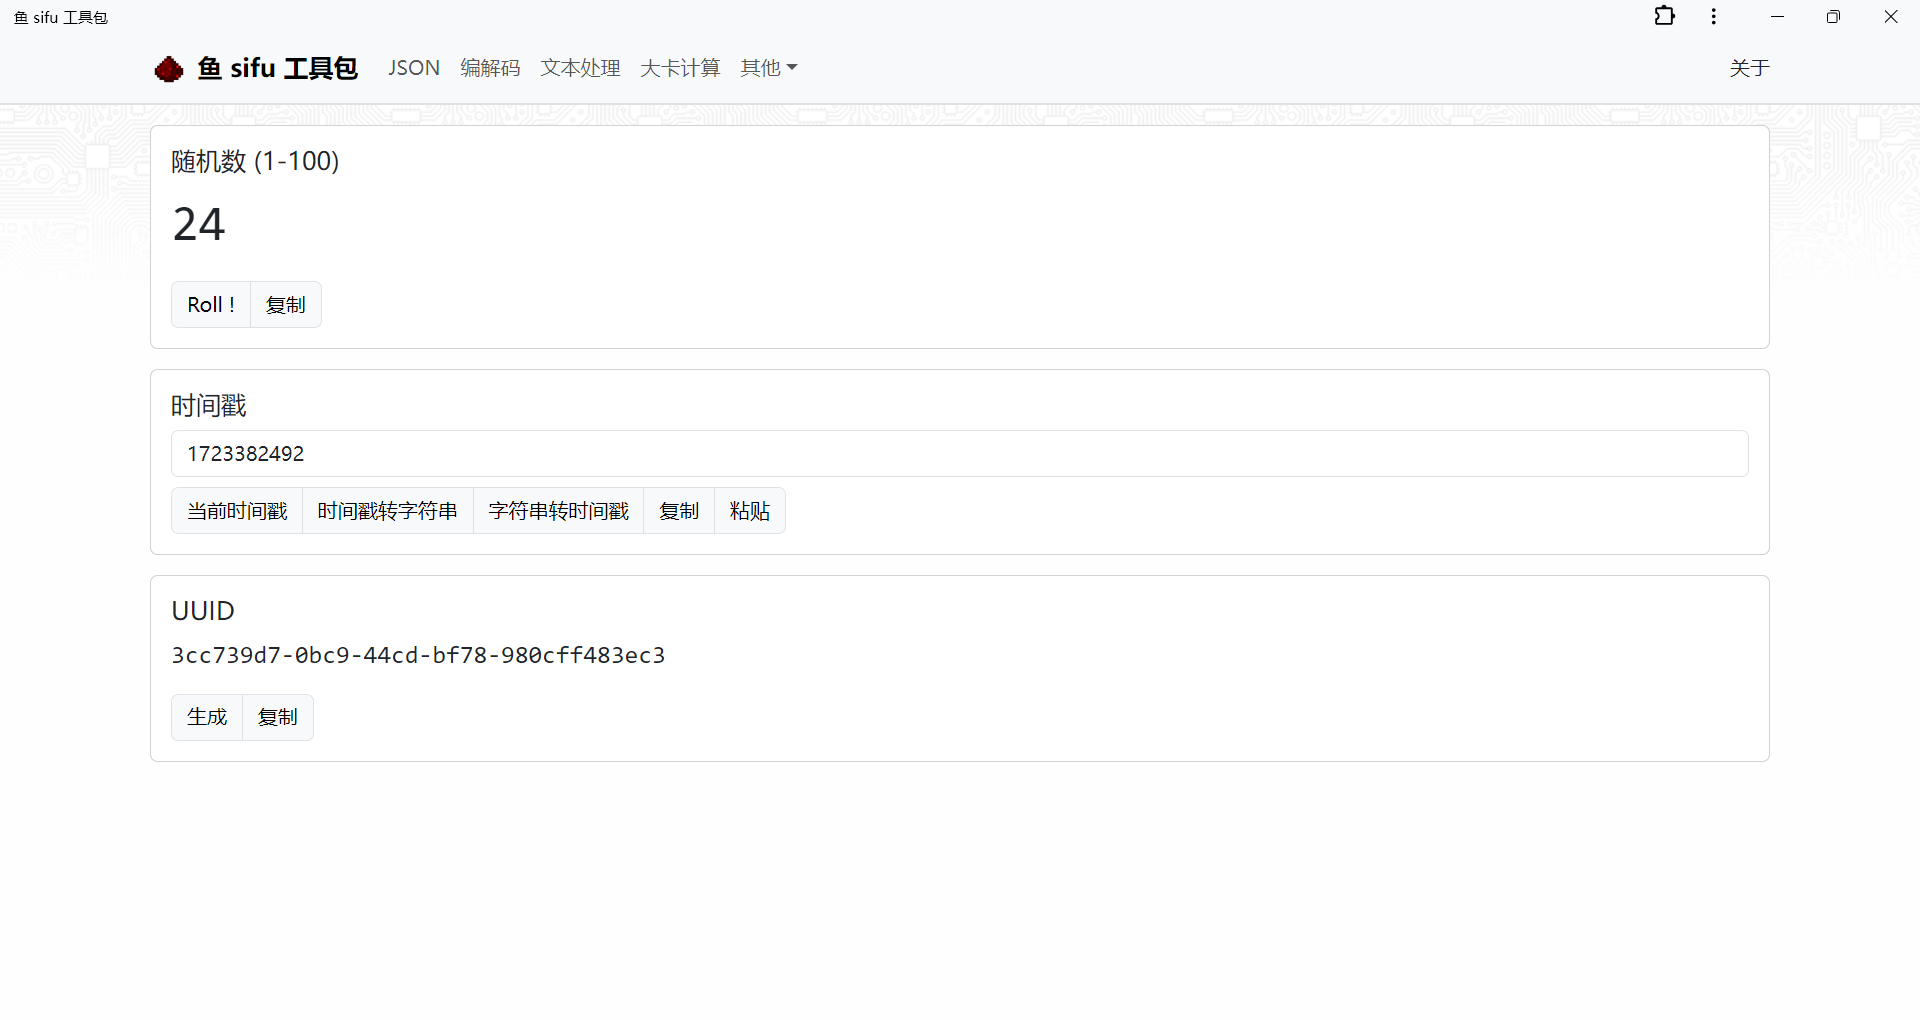 鱼 sifu 工具包
鱼 sifu 工具包 JSON 编解码 文本处理 大卡计算 其他 关于
随机数 (1-100)
24
Roll ! 复制
时间戳
1723382492
当前时间戳 时间戳转字符串 字符串转时间戳 复制 粘贴
UUID
3cc739d7-0bc9-44cd-bf78-980cff483ec3
生成 复制